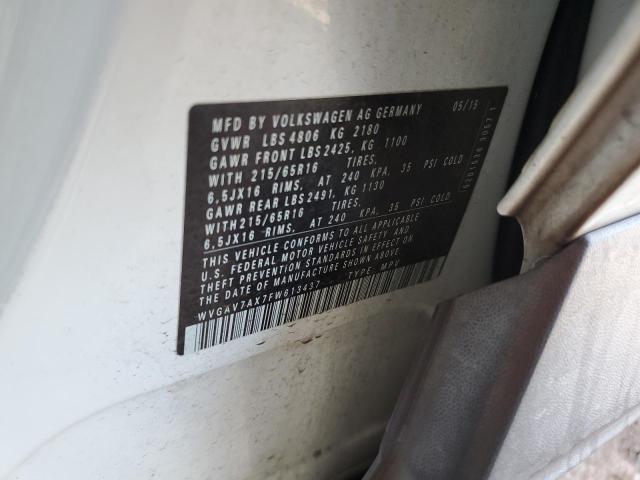 MFD BY VOLKSWAGEN AG GERMANY 05/15
GVWR LBS 4806 KG 2180
GAWR FRONT LBS 2425, KG 1100
WITH 215/65R16 TIRES,
6,5JX16 RIMS, AT 240 KPA, 35 PSI COLD
GAWR REAR LBS 2491, KG 1130
WITH 215/65R16 TIRES,
6,5JX16 RIMS, AT 240 KPA, 35 PSI COLD
THIS VEHICLE CONFORMS TO ALL APPLICABLE
U.S. FEDERAL MOTOR VEHICLE SAFETY AND
THEFT PREVENTION STANDARDS IN EFFECT ON
THE DATE OF MANUFACTURE SHOWN ABOVE
WVGAV7AX7FW613437 TYPE: MPV